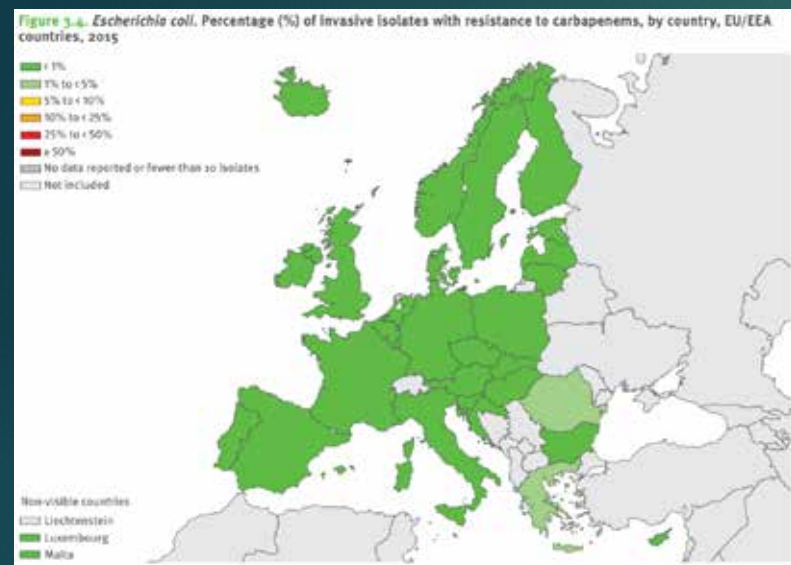 Figure 3.4. Escherichia coli. Percentage (%) of invasive isolates with resistance to carbapenems, by country, EU/EEA
countries, 2015
< 1%
1% to < 5%
5% to < 10%
10% to < 25%
25% to < 50%
≥ 50%
No data reported or fewer than 10 isolates
Not included
Non-visible countries
Liechtenstein
Luxembourg
Malta